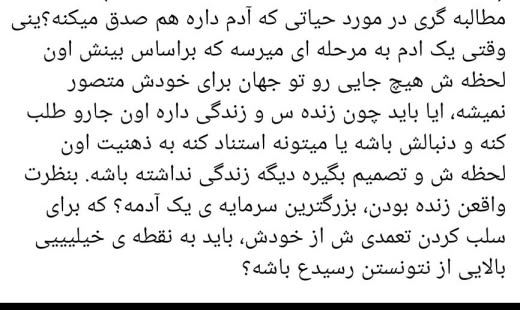 مطالبه گری در مورد حیاتی که آدم داره هم صدق میکنه؟ینی
وقتی یک ادم به مرحله ای میرسه که براساس بینش اون
لحظه ش هیچ جایی رو تو جهان برای خودش متصور
نمیشه، ایا باید چون زنده س و زندگی داره اون جارو طلب
کنه و دنبالش باشه یا میتونه استناد کنه به ذهنیت اون
لحظه ش و تصمیم بگیره دیگه زندگی نداشته باشه. بنظرت
واقعن زنده بودن، بزرگترین سرمایه ی یک آدمه؟ که برای
سلب کردن تعمدی ش از خودش، باید به نقطه ی خیلییییی
بالایی از نتونستن رسیدع باشه؟